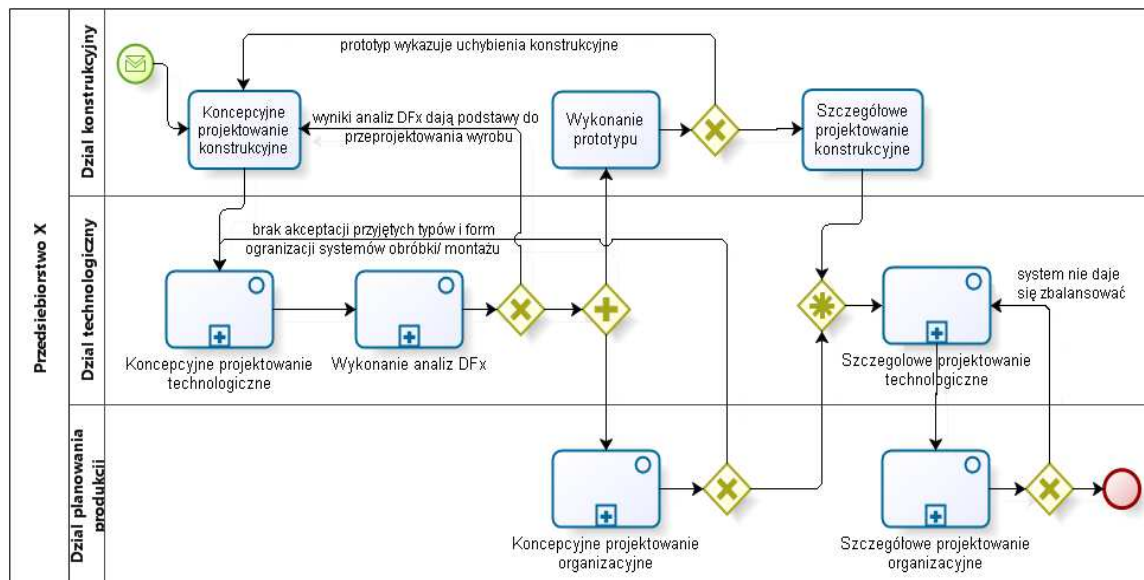 Przedsiebiorstwo X
Dzial konstrukcyjny
prototyp wykazuje uchybienia konstrukcyjne
Koncepcyjne
projektowanie
konstrukcyjne
wyniki analiz DFx dają podstawy do
przeprojektowania wyrobu
Wykonanie
prototypu
Szczegółowe
projektowanie
konstrukcyjne
Dzial technologiczny
brak akceptacji przyjętych typów i form
ogranizacji systemów obróbki/ montażu
system nie daje
się zbalansować
Koncepcyjne projektowanie
technologiczne
Wykonanie analiz DFx
Szczegolowe projektowanie
technologiczne
Dzial planowania
produkcii
Koncepcyjne projektowanie
organizacyjne
Szczegółowe projektowanie
organizacyjne